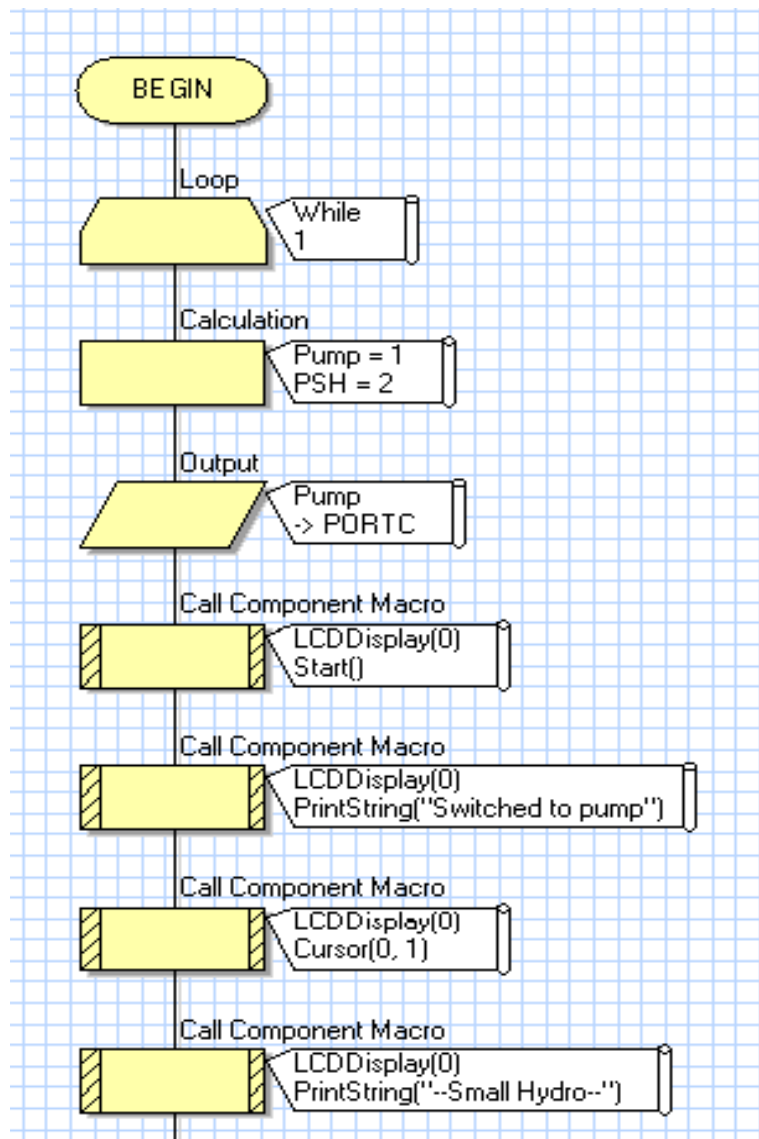 BEGIN
Loop
While
1
Calculation
Pump = 1
PSH = 2
Output
Pump
-> PORTC
Call Component Macro
LCDDisplay(0)
Start()
Call Component Macro
LCDDisplay(0)
PrintString("Switched to pump")
Call Component Macro
LCDDisplay(0)
Cursor(0, 1)
Call Component Macro
LCDDisplay(0)
PrintString("--Small Hydro--")